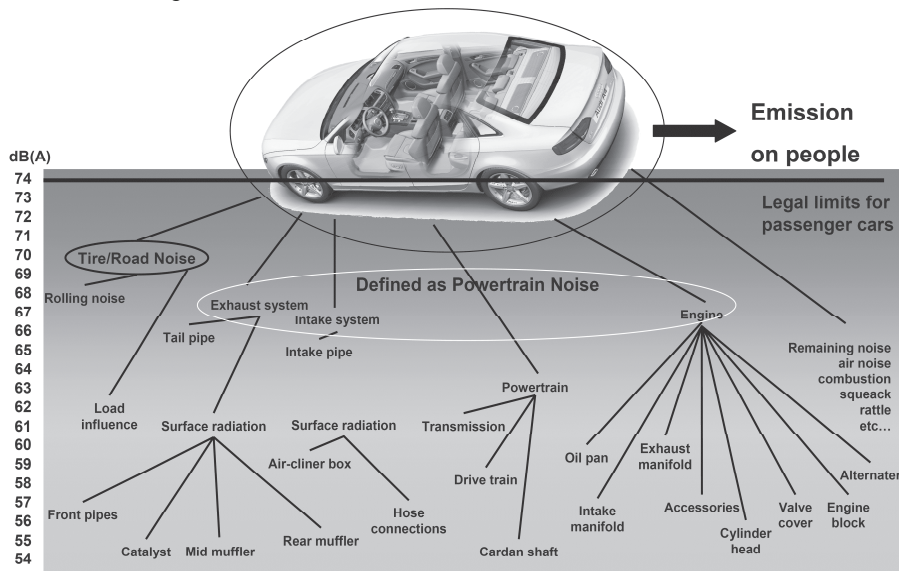 Emission
on people
dB(A)
74
73
72
71
70
69
68
67
66
65
64
63
62
61
60
59
58
57
56
55
54
Legal limits for
passenger cars
Tire/Road Noise
Rolling noise
Load
influence
Defined as Powertrain Noise
Exhaust system
Tail pipe
Intake system
Intake pipe
Engine
Remaining noise
air noise
combustion
squeack
rattle
etc...
Surface radiation
Front pipes
Catalyst
Mid muffler
Rear muffler
Surface radiation
Air-cliner box
Hose
connections
Powertrain
Transmission
Drive train
Cardan shaft
Oil pan
Intake
manifold
Exhaust
manifold
Accessories
Cylinder
head
Valve
cover
Engine
block
Alternater